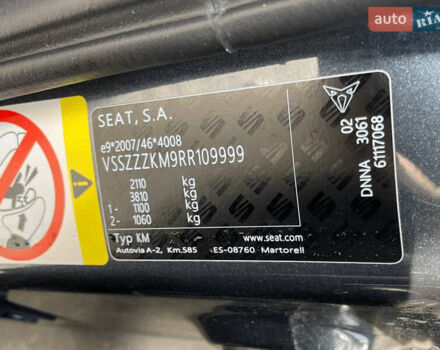 auto RIA
SEAT, S.A.
e9*2007/46*4008
VSSZZZKM9RR109999
2110 kg
3810 kg
1- 1100 kg
2- 1060 kg
Typ KM www.seat.com
Autovia A-2, Km.585 ES-08760 Martorell
02
DNNA 3061
61117068